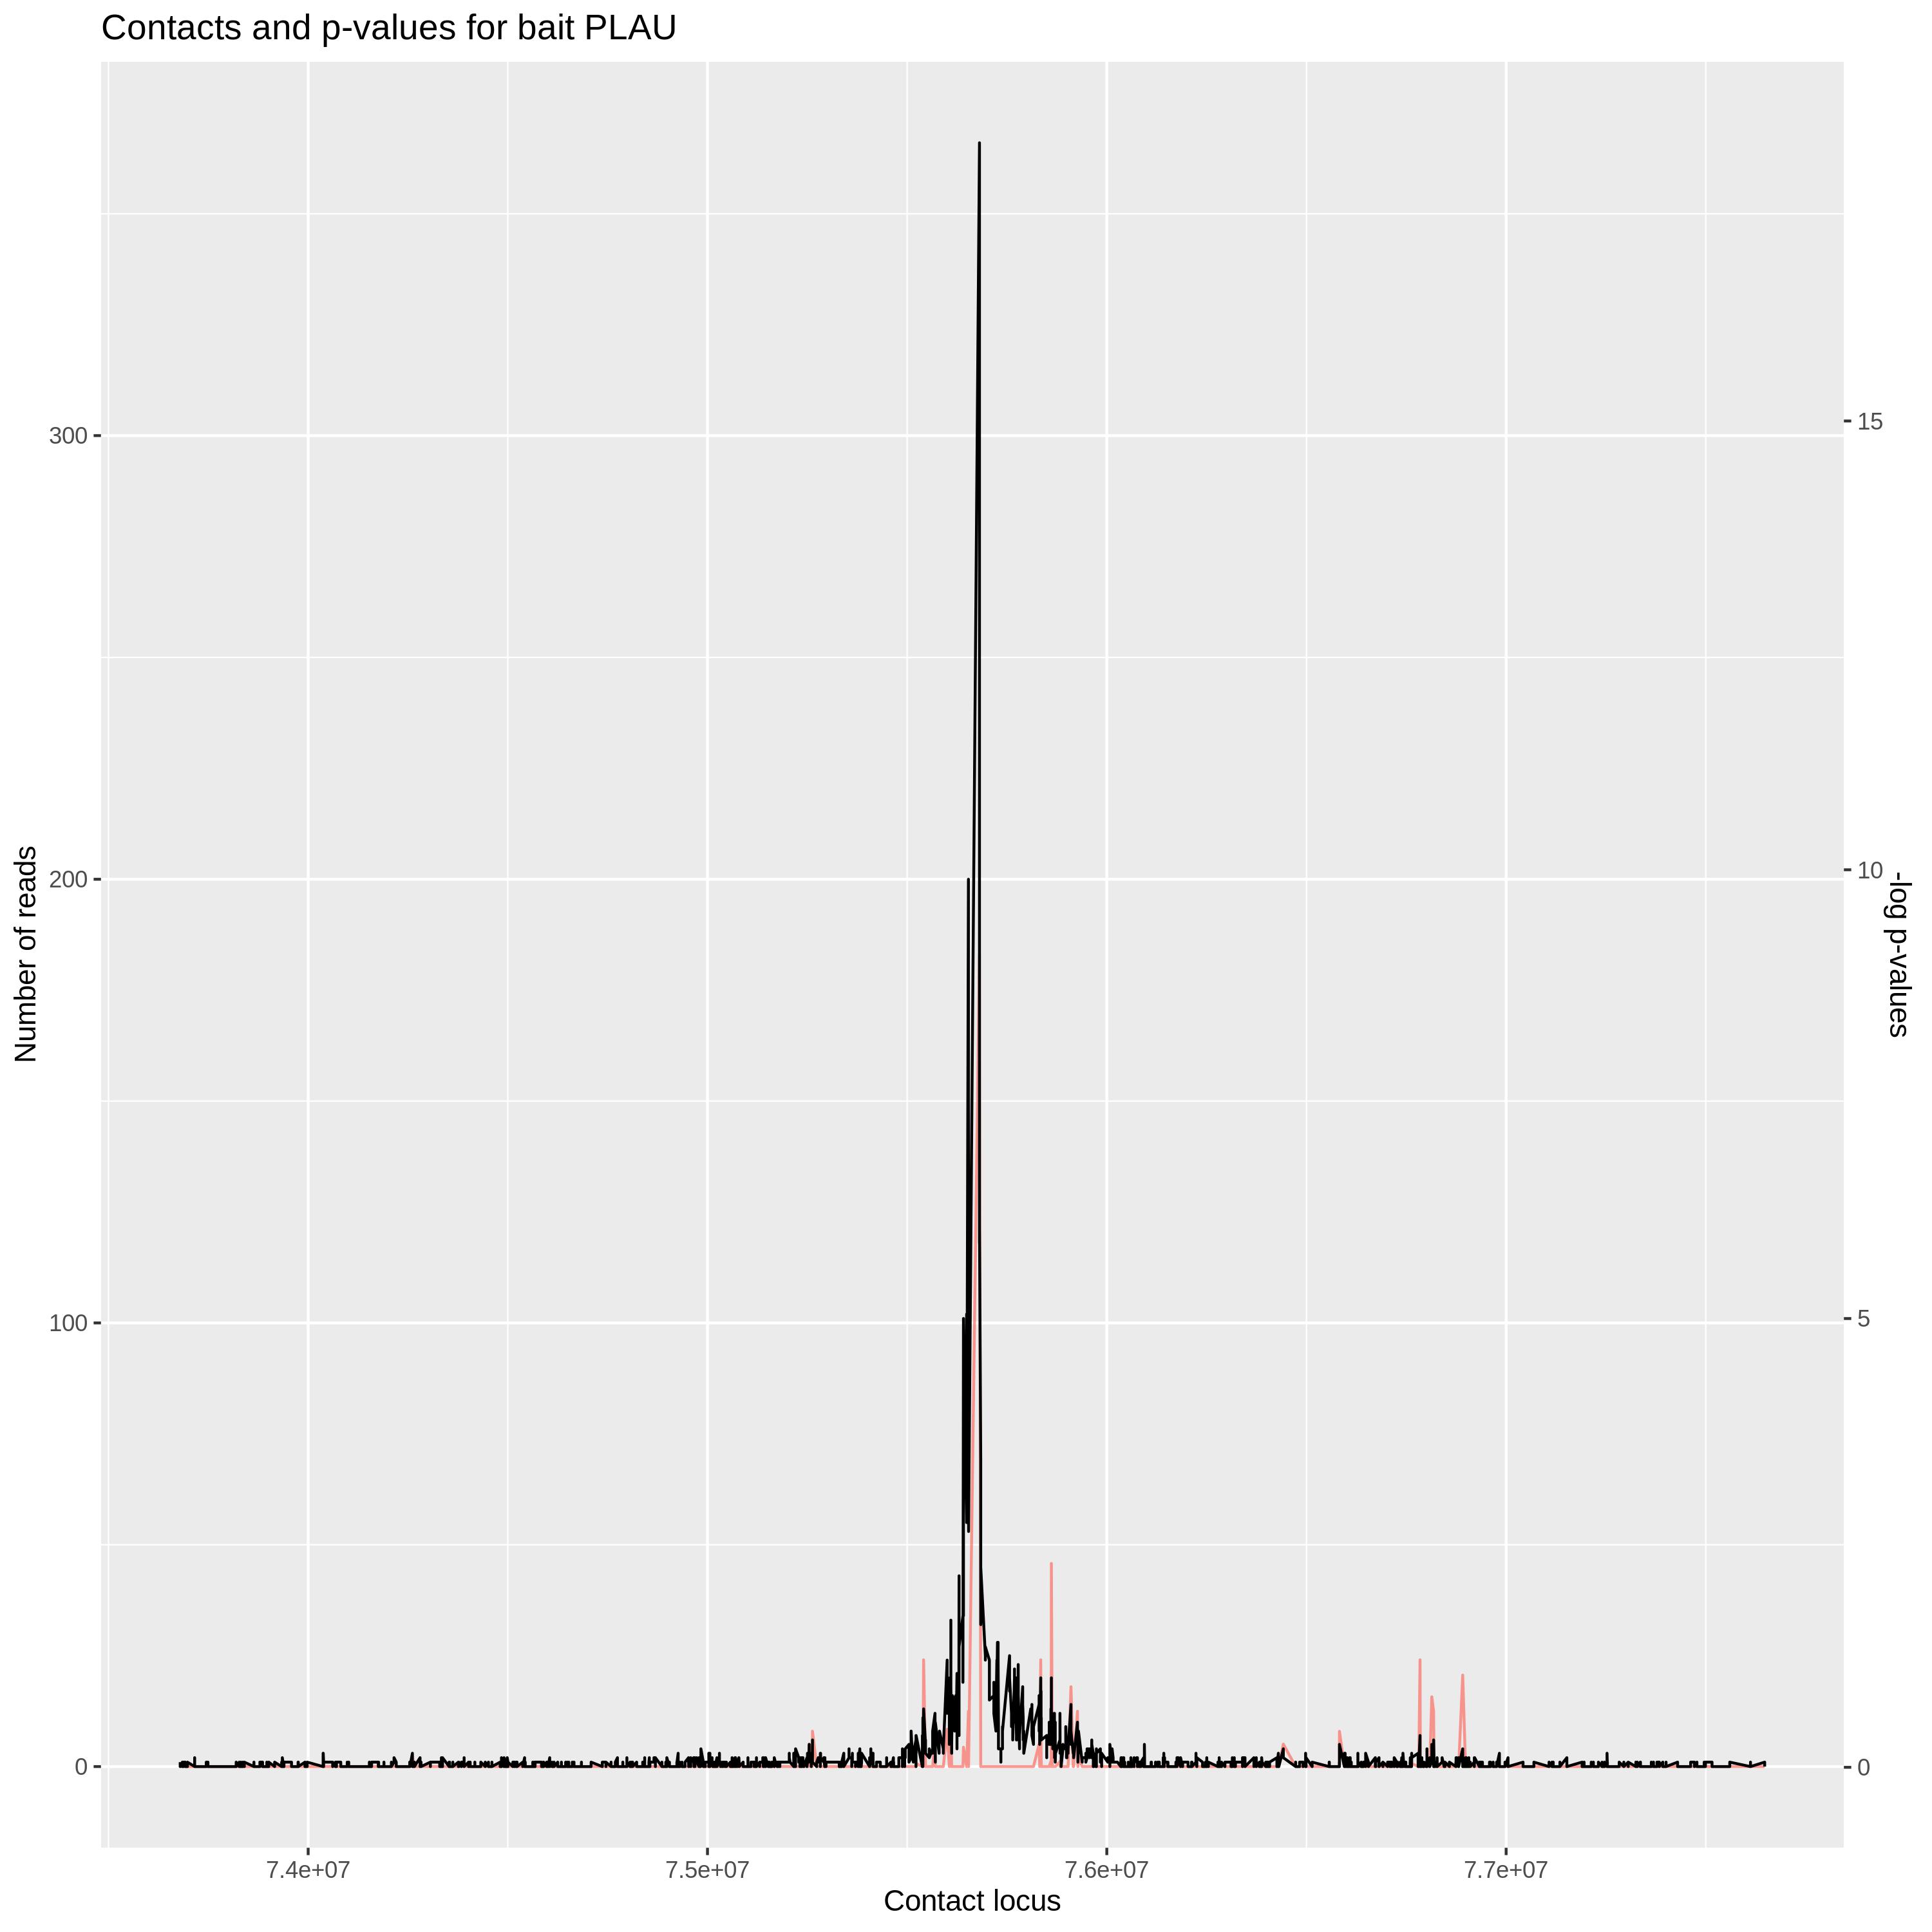 Contacts and p-values for bait PLAU
Number of reads
300
200
100
0
15
10
5
0
-log p-values
7.4e+07
7.5e+07
7.6e+07
7.7e+07
Contact locus